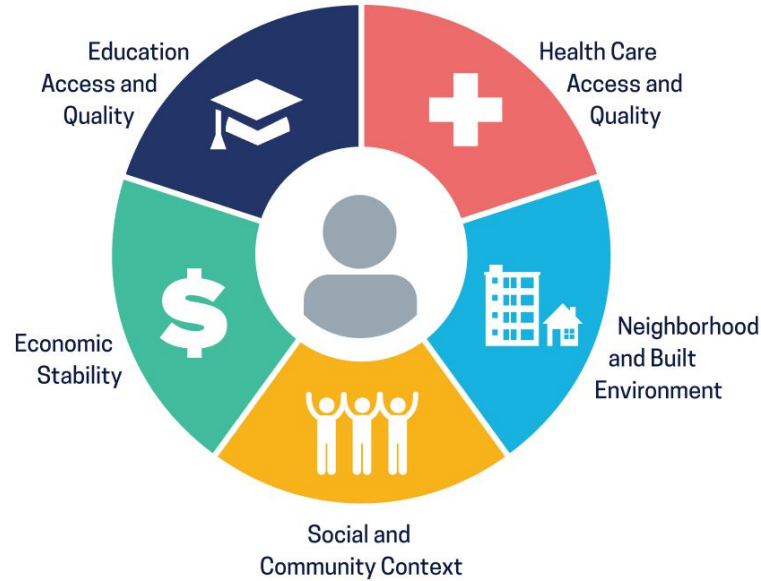 Education
Access and
Quality
Health Care
Access and
Quality
Economic
Stability
Neighborhood
and Built
Environment
Social and
Community Context